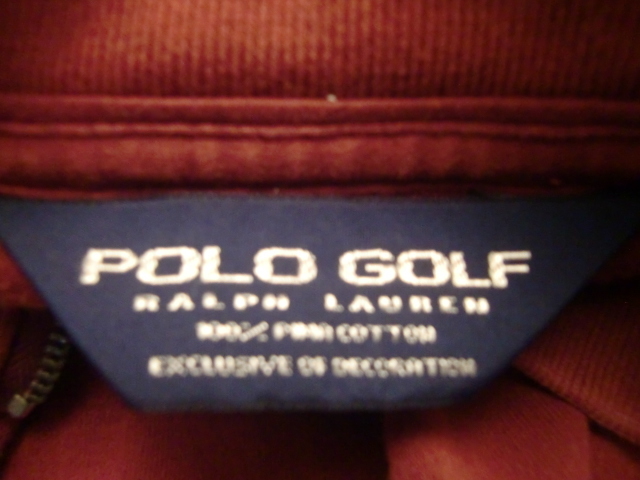 POLO GOLF
RALPH LAUREN
100% PIMA COTTON
EXCLUSIVE OF DECORATION